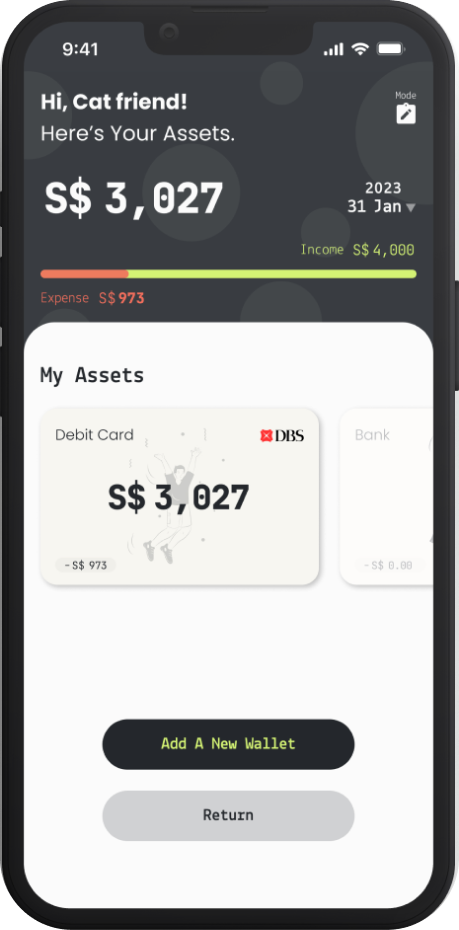 9:41
Hi, Cat friend!
Mode
Here's Your Assets.
S$ 3,027
2023
31 Jan
Income S$ 4,000
Expense S$ 973
My Assets
Debit Card
DBS
S$ 3,027
-S$ 973
Bank
-S$ 0.00
Add A New Wallet
Return